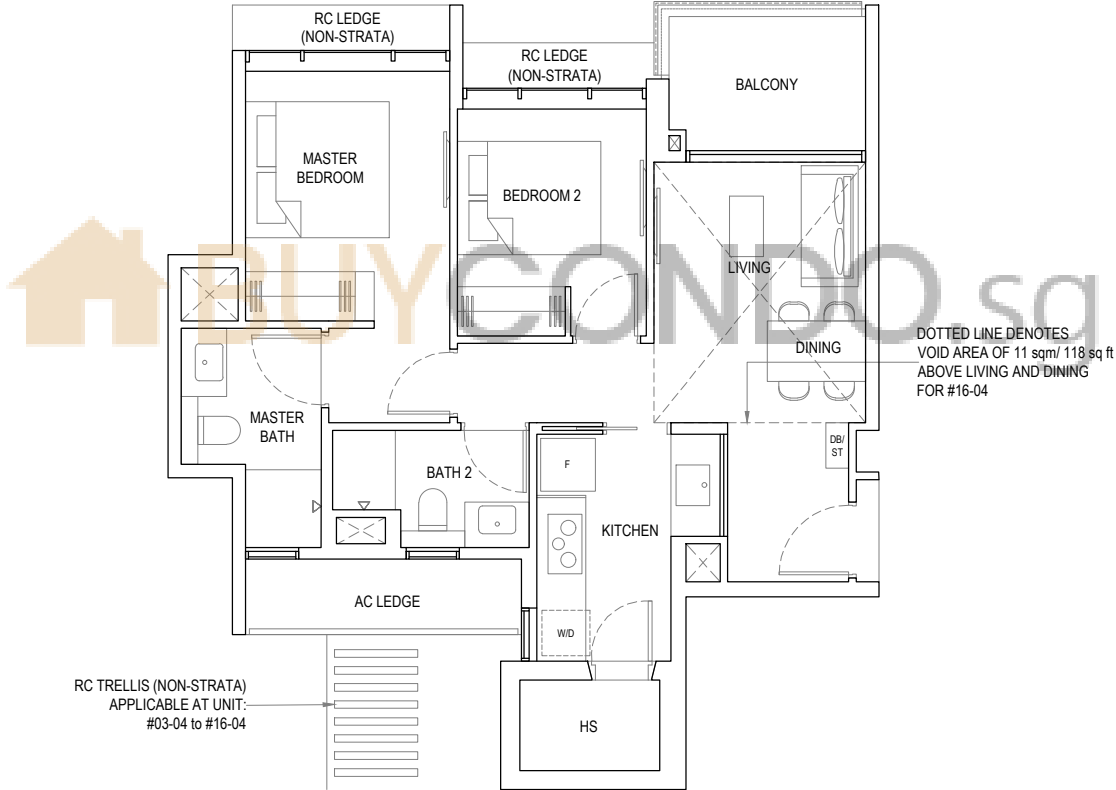 RC LEDGE
(NON-STRATA)
RC LEDGE
(NON-STRATA)
BALCONY
MASTER
BEDROOM
BEDROOM 2
BUYCONDO.sg
LIVING
DINING
DOTTED LINE DENOTES
VOID AREA OF 11 sqm/ 118 sq ft
ABOVE LIVING AND DINING
FOR #16-04
MASTER
BATH
BATH 2
DB/
ST
F
KITCHEN
AC LEDGE
W/D
RC TRELLIS (NON-STRATA)
APPLICABLE AT UNIT:
#03-04 to #16-04
HS